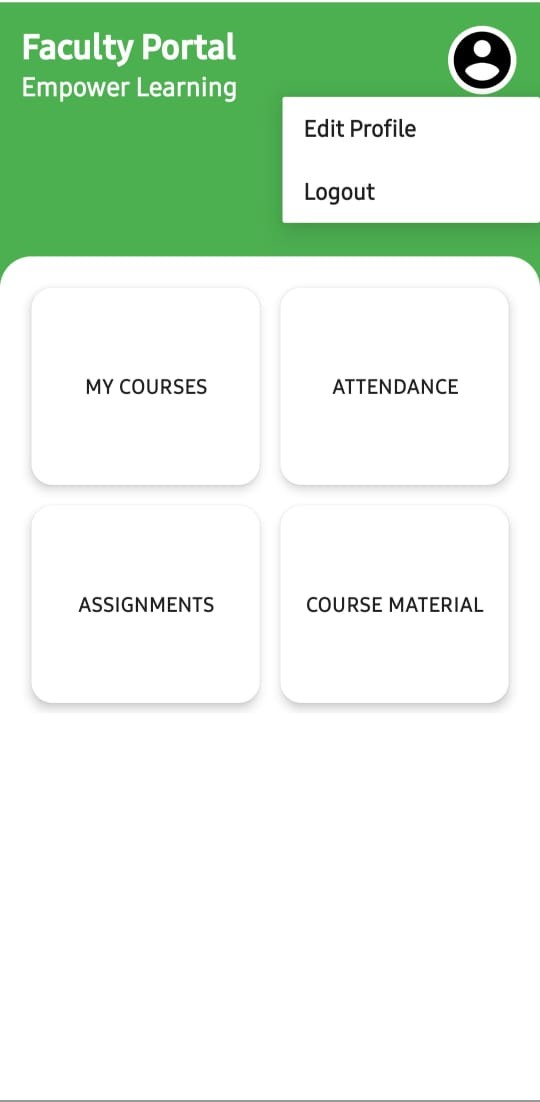 Faculty Portal
Empower Learning
Edit Profile
Logout
MY COURSES
ATTENDANCE
ASSIGNMENTS
COURSE MATERIAL